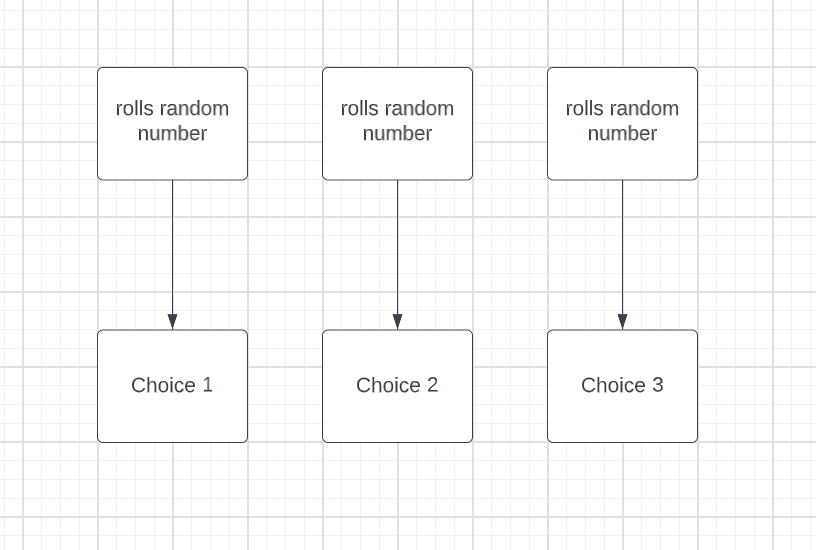 rolls random
number
rolls random
number
rolls random
number
Choice 1
Choice 2
Choice 3